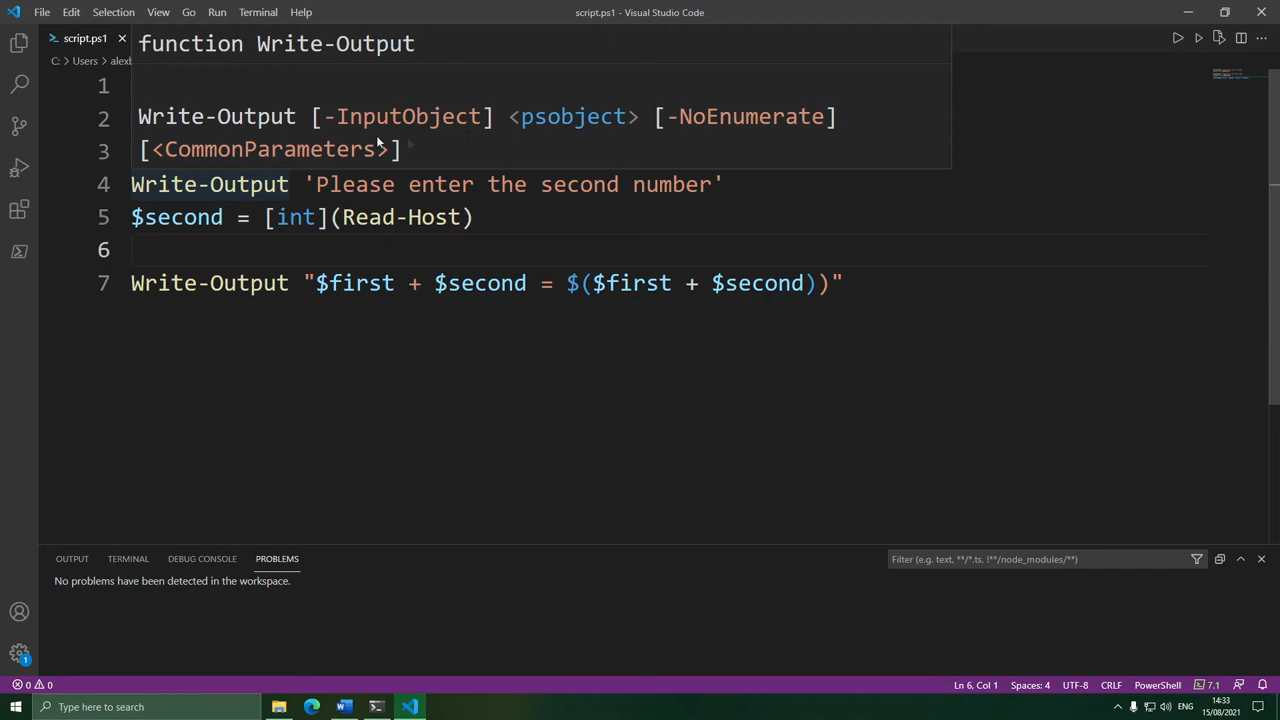 File Edit Selection View Go Run Terminal Help script.ps1 - Visual Studio Code
script.ps1
C: > Users > alexb
function Write-Output
Write-Output [-InputObject] <psobject> [-NoEnumerate]
[<CommonParameters>]
1
2
3
4 Write-Output 'Please enter the second number'
5 $second = [int](Read-Host)
6
7 Write-Output "$first + $second = $($first + $second))"
OUTPUT TERMINAL DEBUG CONSOLE PROBLEMS Filter (e.g. text, **/*.ts, !**/node_modules/**)
No problems have been detected in the workspace.
1
0 0 Ln 6, Col 1 Spaces: 4 UTF-8 CRLF PowerShell 7.1
Type here to search ENG 14:33
15/08/2021